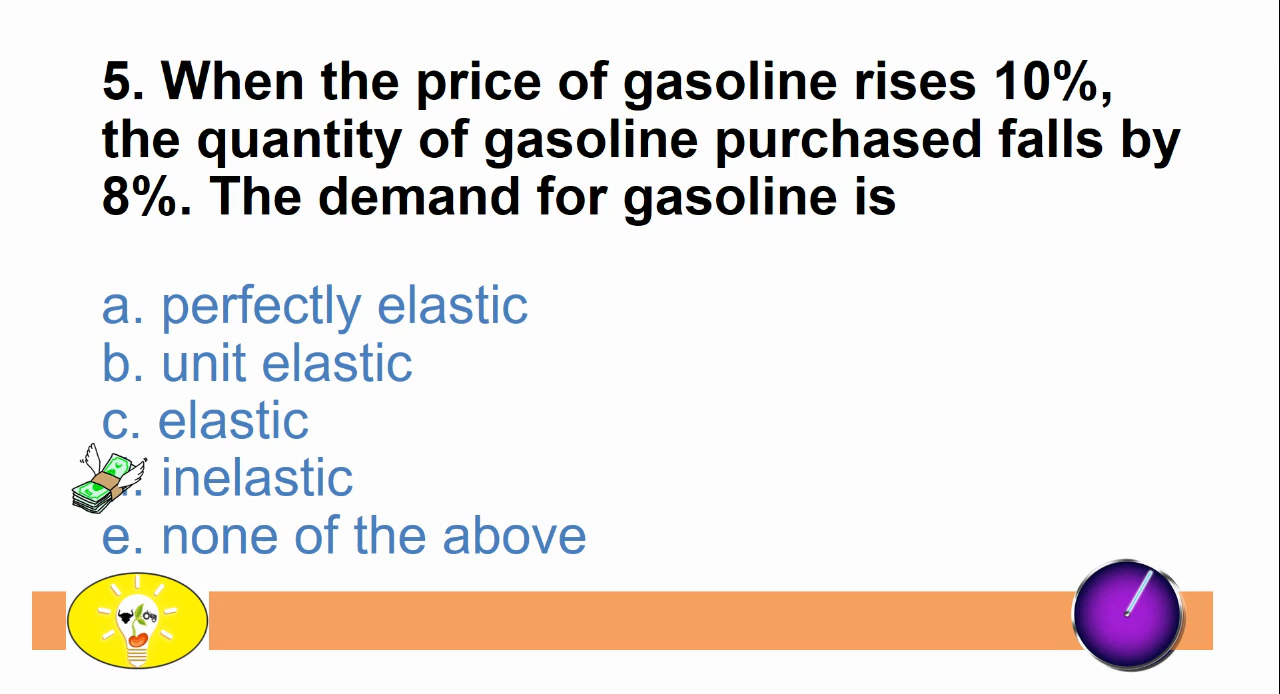 5. When the price of gasoline rises 10%,
the quantity of gasoline purchased falls by
8%. The demand for gasoline is
a. perfectly elastic
b. unit elastic
c. elastic
inelastic
e. none of the above